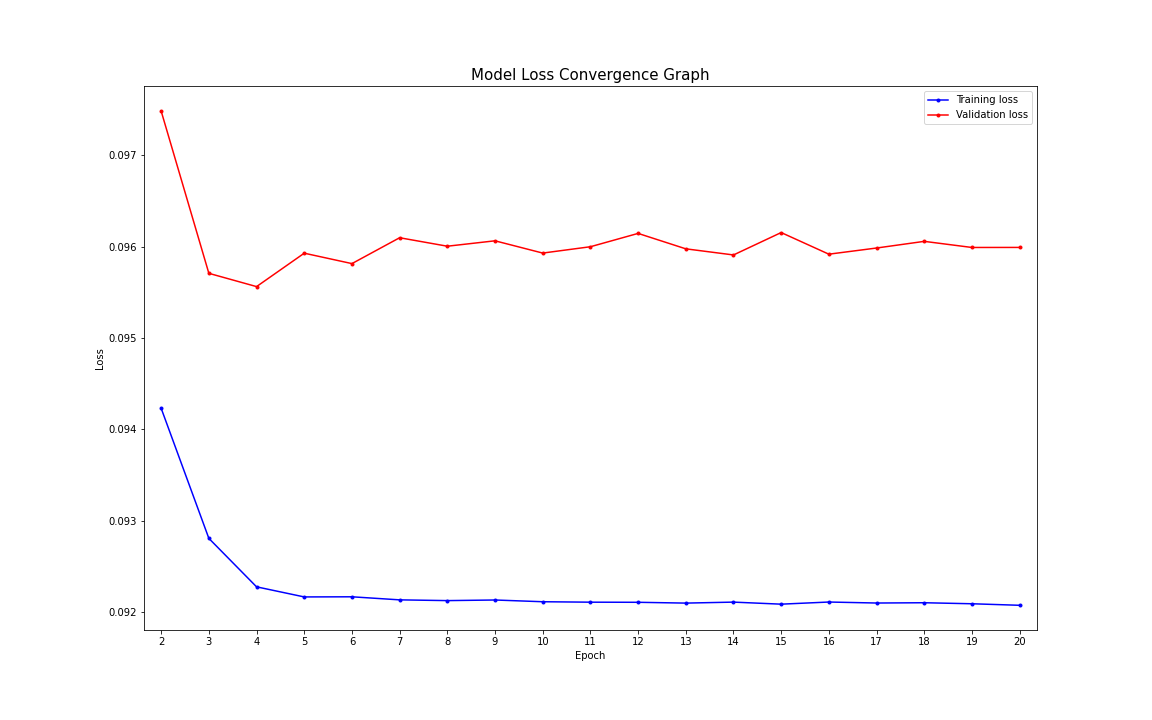 Model Loss Convergence Graph
Training loss
Validation loss
0.097
0.096
0.095
0.094
0.093
0.092
Loss
2 3 4 5 6 7 8 9 10 11 12 13 14 15 16 17 18 19 20
Epoch